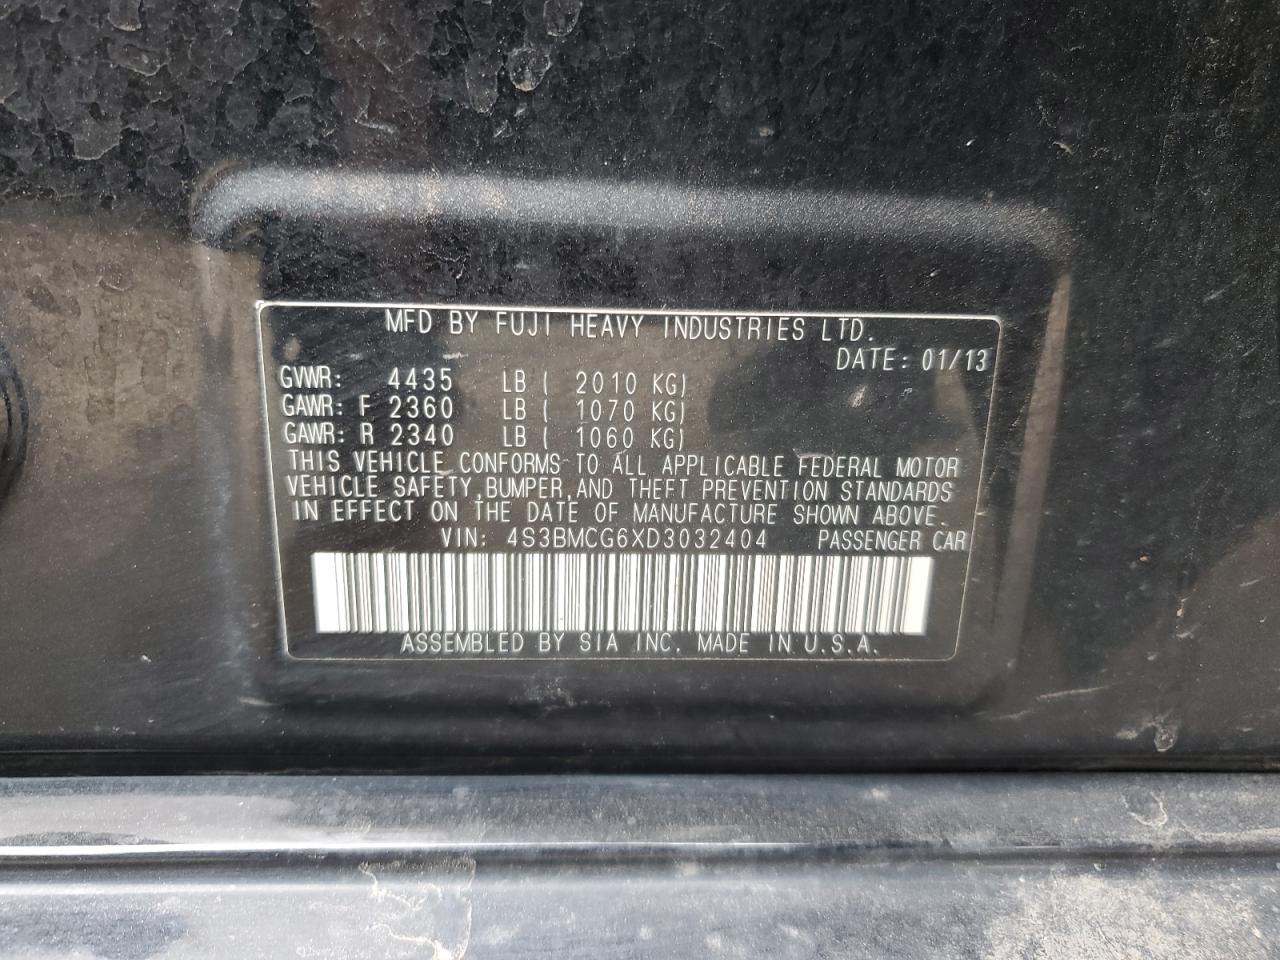 MFD BY FUJI HEAVY INDUSTRIES LTD.
DATE: 01/13
GVWR: 4435 LB ( 2010 KG)
GAWR: F 2360 LB ( 1070 KG)
GAWR: R 2340 LB ( 1060 KG)
THIS VEHICLE CONFORMS TO ALL APPLICABLE FEDERAL MOTOR
VEHICLE SAFETY,BUMPER,AND THEFT PREVENTION STANDARDS
IN EFFECT ON THE DATE OF MANUFACTURE SHOWN ABOVE.
VIN: 4S3BMCG6XD3032404 PASSENGER CAR
ASSEMBLED BY SIA INC. MADE IN U.S.A.